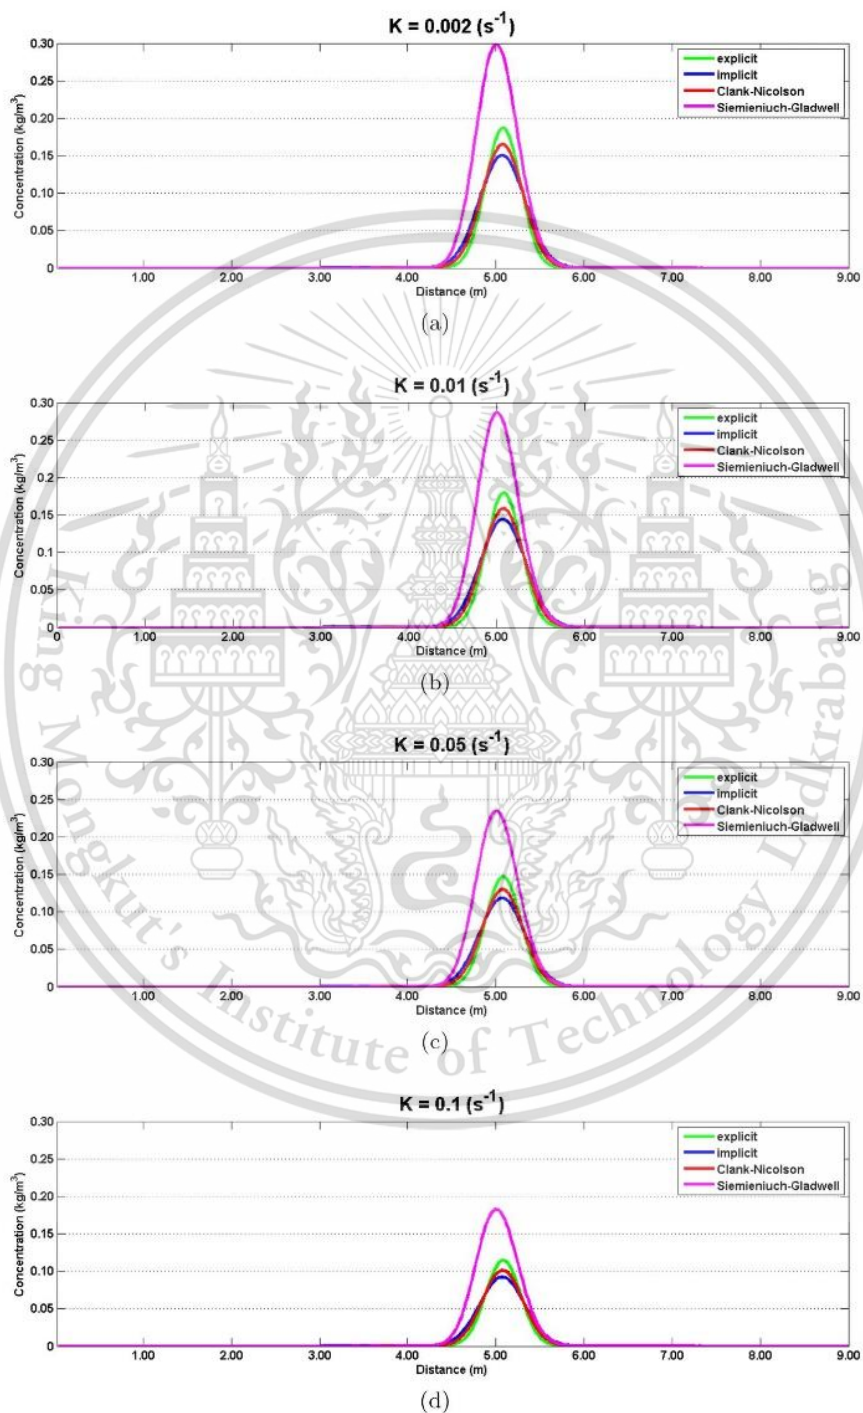 K = 0.002 (s⁻¹)
Concentration (kg/m³)
0.30
0.25
0.20
0.15
0.10
0.05
0
explicit
implicit
Clank-Nicolson
Siemieniuch-Gladwell
1.00 2.00 3.00 4.00 5.00 6.00 7.00 8.00 9.00
Distance (m)
(a)
K = 0.01 (s⁻¹)
Concentration (kg/m³)
0.30
0.25
0.20
0.15
0.1
0.05
0
explicit
implicit
Clank-Nicolson
Siemieniuch-Gladwell
0 1.00 2.00 3.00 4.00 5.00 6.00 7.00 8.00 9.00
Distance (m)
(b)
K = 0.05 (s⁻¹)
Concentration (kg/m³)
0.30
0.25
0.20
0.15
0.10
0.05
0
explicit
implicit
Clank-Nicolson
Siemieniuch-Gladwell
1.00 2.00 3.00 4.00 5.00 6.00 7.00 8.00 9.00
Distance (m)
(c)
K = 0.1 (s⁻¹)
Concentration (kg/m³)
0.30
0.25
0.20
0.15
0.10
0.05
0
explicit
implicit
Clank-Nicolson
Siemieniuch-Gladwell
1.00 2.00 3.00 4.00 5.00 6.00 7.00 8.00 9.00
Distance (m)
(d)
King Mongkut's Institute of Technology Ladkrabang